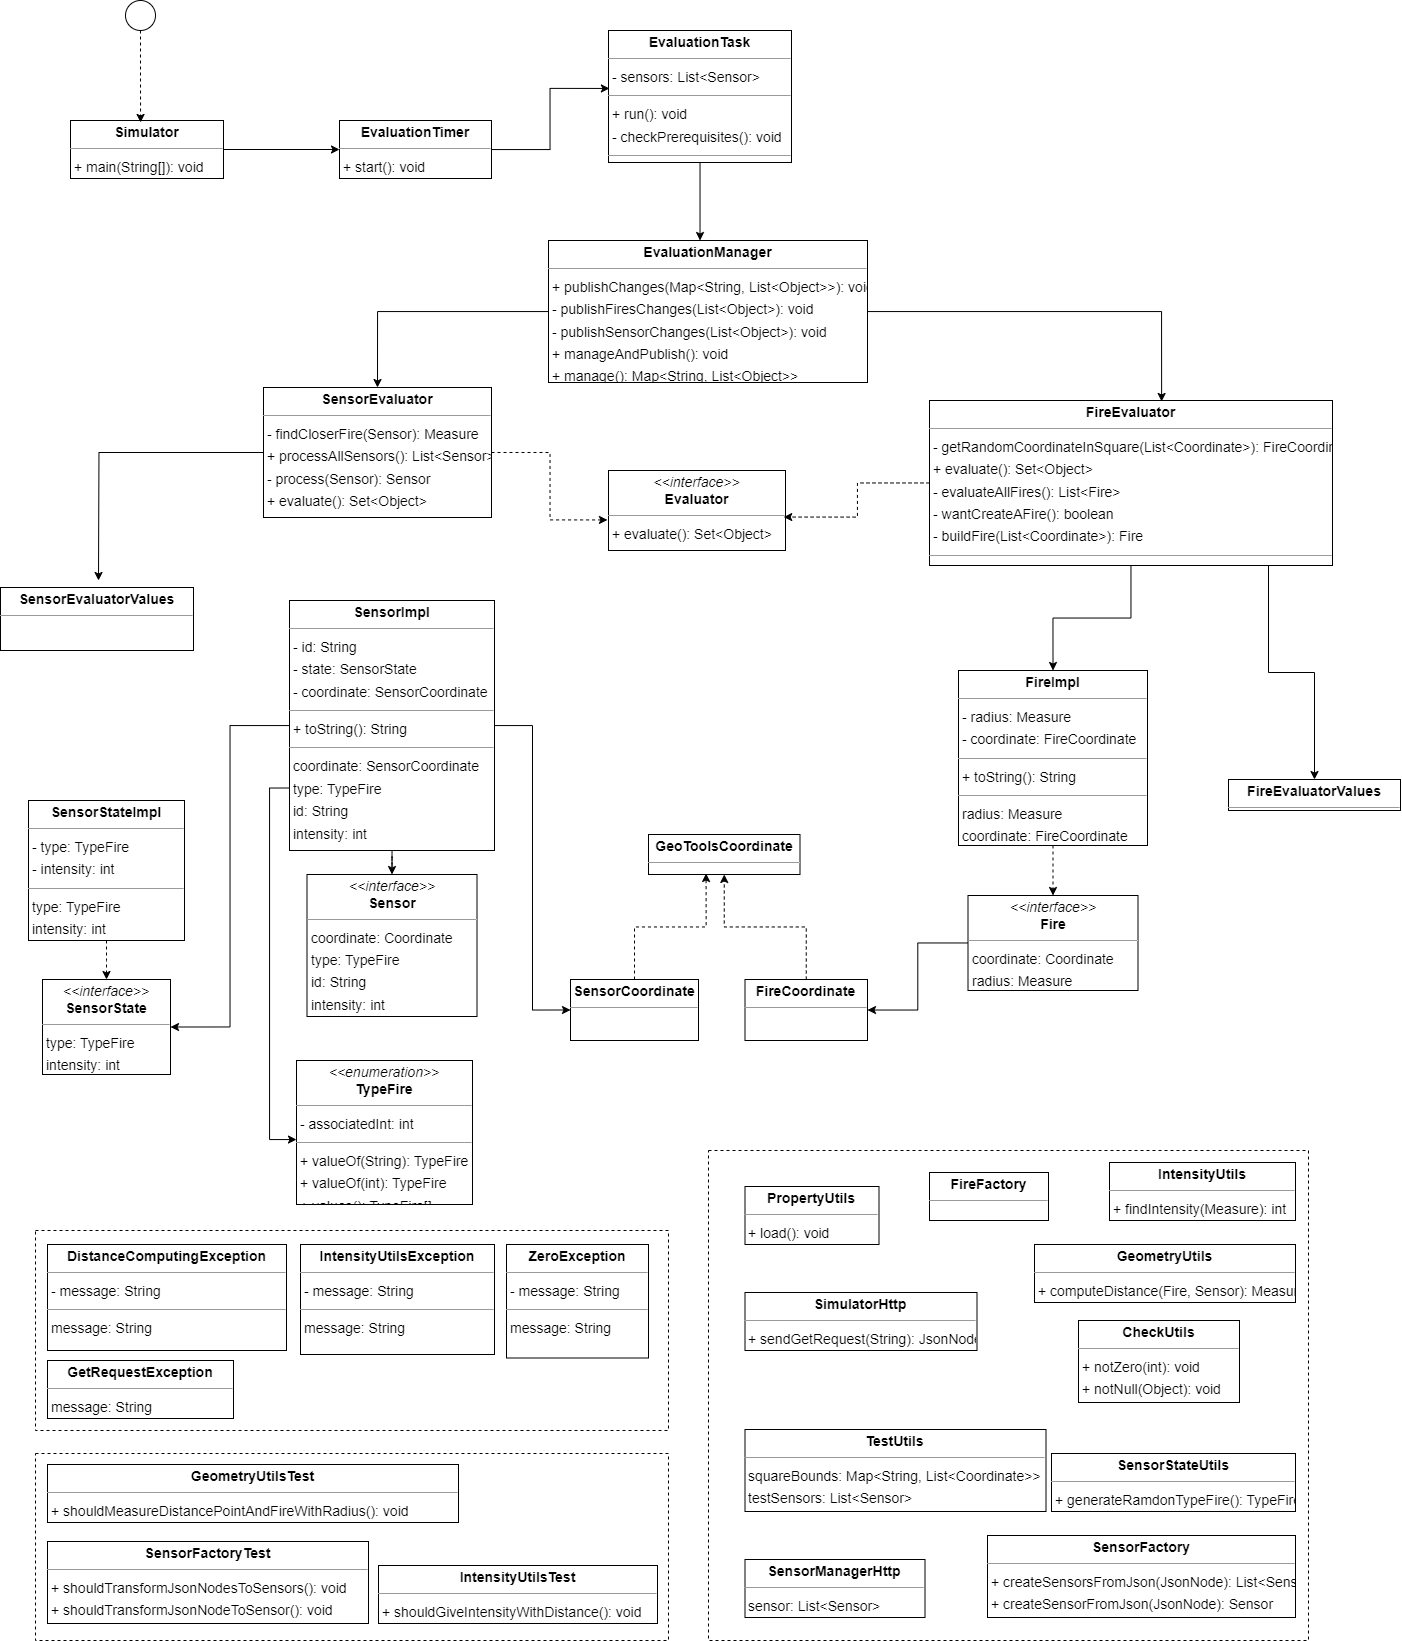 EvaluationTask
- sensors: List<Sensor>
+ run(): void
- checkPrerequisites(): void
Simulator
+ main(String[]): void
EvaluationTimer
+ start(): void
EvaluationManager
+ publishChanges(Map<String, List<Object>>): voi
- publishFiresChanges(List<Object>): void
- publishSensorChanges(List<Object>): void
+ manageAndPublish(): void
+ manage(): Map<String, List<Object>>
SensorEvaluator
- findCloserFire(Sensor): Measure
+ processAllSensors(): List<Sensor>
- process(Sensor): Sensor
+ evaluate(): Set<Object>
<<interface>>
Evaluator
+ evaluate(): Set<Object>
FireEvaluator
- getRandomCoordinateInSquare(List<Coordinate>): FireCoordin
+ evaluate(): Set<Object>
- evaluateAllFires(): List<Fire>
- wantCreateAFire(): boolean
- buildFire(List<Coordinate>): Fire
SensorEvaluatorValues
SensorImpl
- id: String
- state: SensorState
- coordinate: SensorCoordinate
+ toString(): String
coordinate: SensorCoordinate
type: TypeFire
id: String
intensity: int
FireImpl
- radius: Measure
- coordinate: FireCoordinate
+ toString(): String
radius: Measure
coordinate: FireCoordinate
FireEvaluatorValues
SensorStateImpl
- type: TypeFire
- intensity: int
type: TypeFire
intensity: int
GeoToolsCoordinate
<<interface>>
Sensor
coordinate: Coordinate
type: TypeFire
id: String
intensity: int
<<interface>>
Fire
coordinate: Coordinate
radius: Measure
<<interface>>
SensorState
type: TypeFire
intensity: int
SensorCoordinate
FireCoordinate
<<enumeration>>
TypeFire
- associatedInt: int
+ valueOf(String): TypeFire
+ valueOf(int): TypeFire
+ values(): TypeFire[]
DistanceComputingException
- message: String
message: String
IntensityUtilsException
- message: String
message: String
ZeroException
- message: String
message: String
GetRequestException
message: String
GeometryUtilsTest
+ shouldMeasureDistancePointAndFireWithRadius(): void
SensorFactoryTest
+ shouldTransformJsonNodesToSensors(): void
+ shouldTransformJsonNodeToSensor(): void
IntensityUtilsTest
+ shouldGiveIntensityWithDistance(): void
PropertyUtils
+ load(): void
FireFactory
IntensityUtils
+ findIntensity(Measure): int
GeometryUtils
+ computeDistance(Fire, Sensor): Measu
SimulatorHttp
+ sendGetRequest(String): JsonNode
CheckUtils
+ notZero(int): void
+ notNull(Object): void
TestUtils
squareBounds: Map<String, List<Coordinate>>
testSensors: List<Sensor>
SensorStateUtils
+ generateRamdonTypeFire(): TypeFire
SensorManagerHttp
sensor: List<Sensor>
SensorFactory
+ createSensorsFromJson(JsonNode): List<Sens
+ createSensorFromJson(JsonNode): Sensor